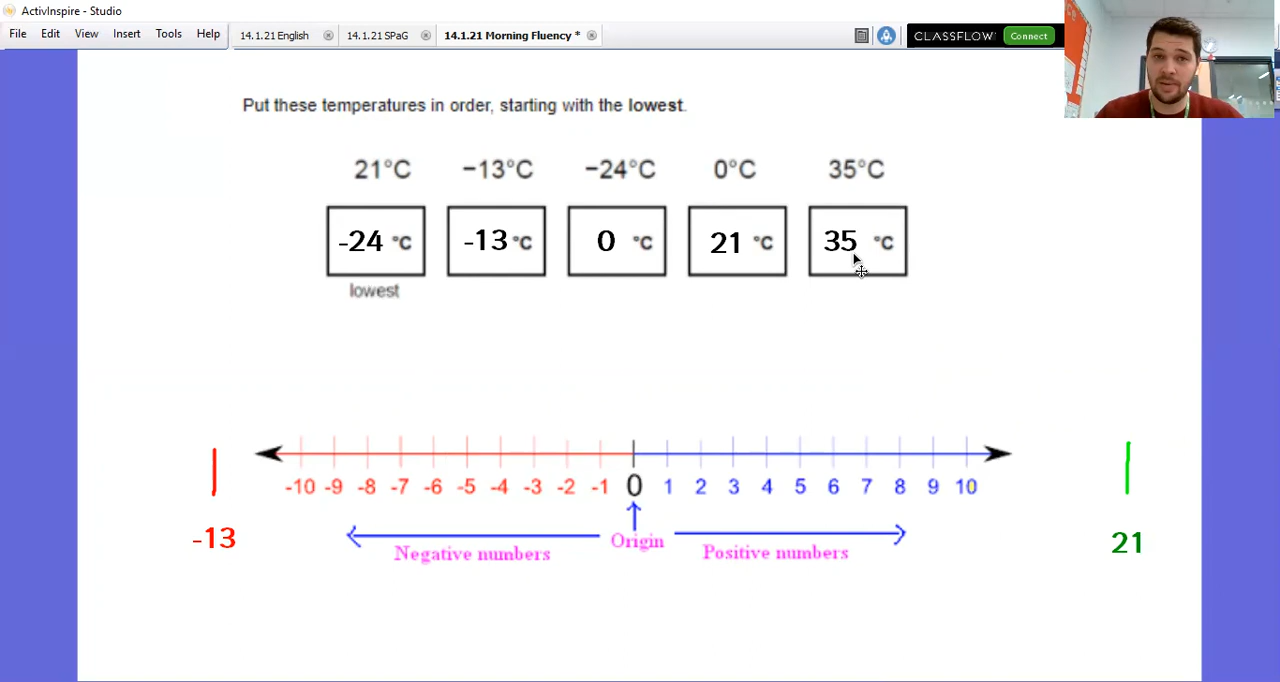 ActivInspire - Studio
File Edit View Insert Tools Help 14.1.21 English 14.1.21 SPaG 14.1.21 Morning Fluency * CLASSFLOW Connect
Put these temperatures in order, starting with the lowest.
21°C −13°C −24°C 0°C 35°C
-24 °C -13 °C 0 °C 21 °C 35 °C
lowest
-10 -9 -8 -7 -6 -5 -4 -3 -2 -1 0 1 2 3 4 5 6 7 8 9 10
-13 Origin 21
Negative numbers Positive numbers